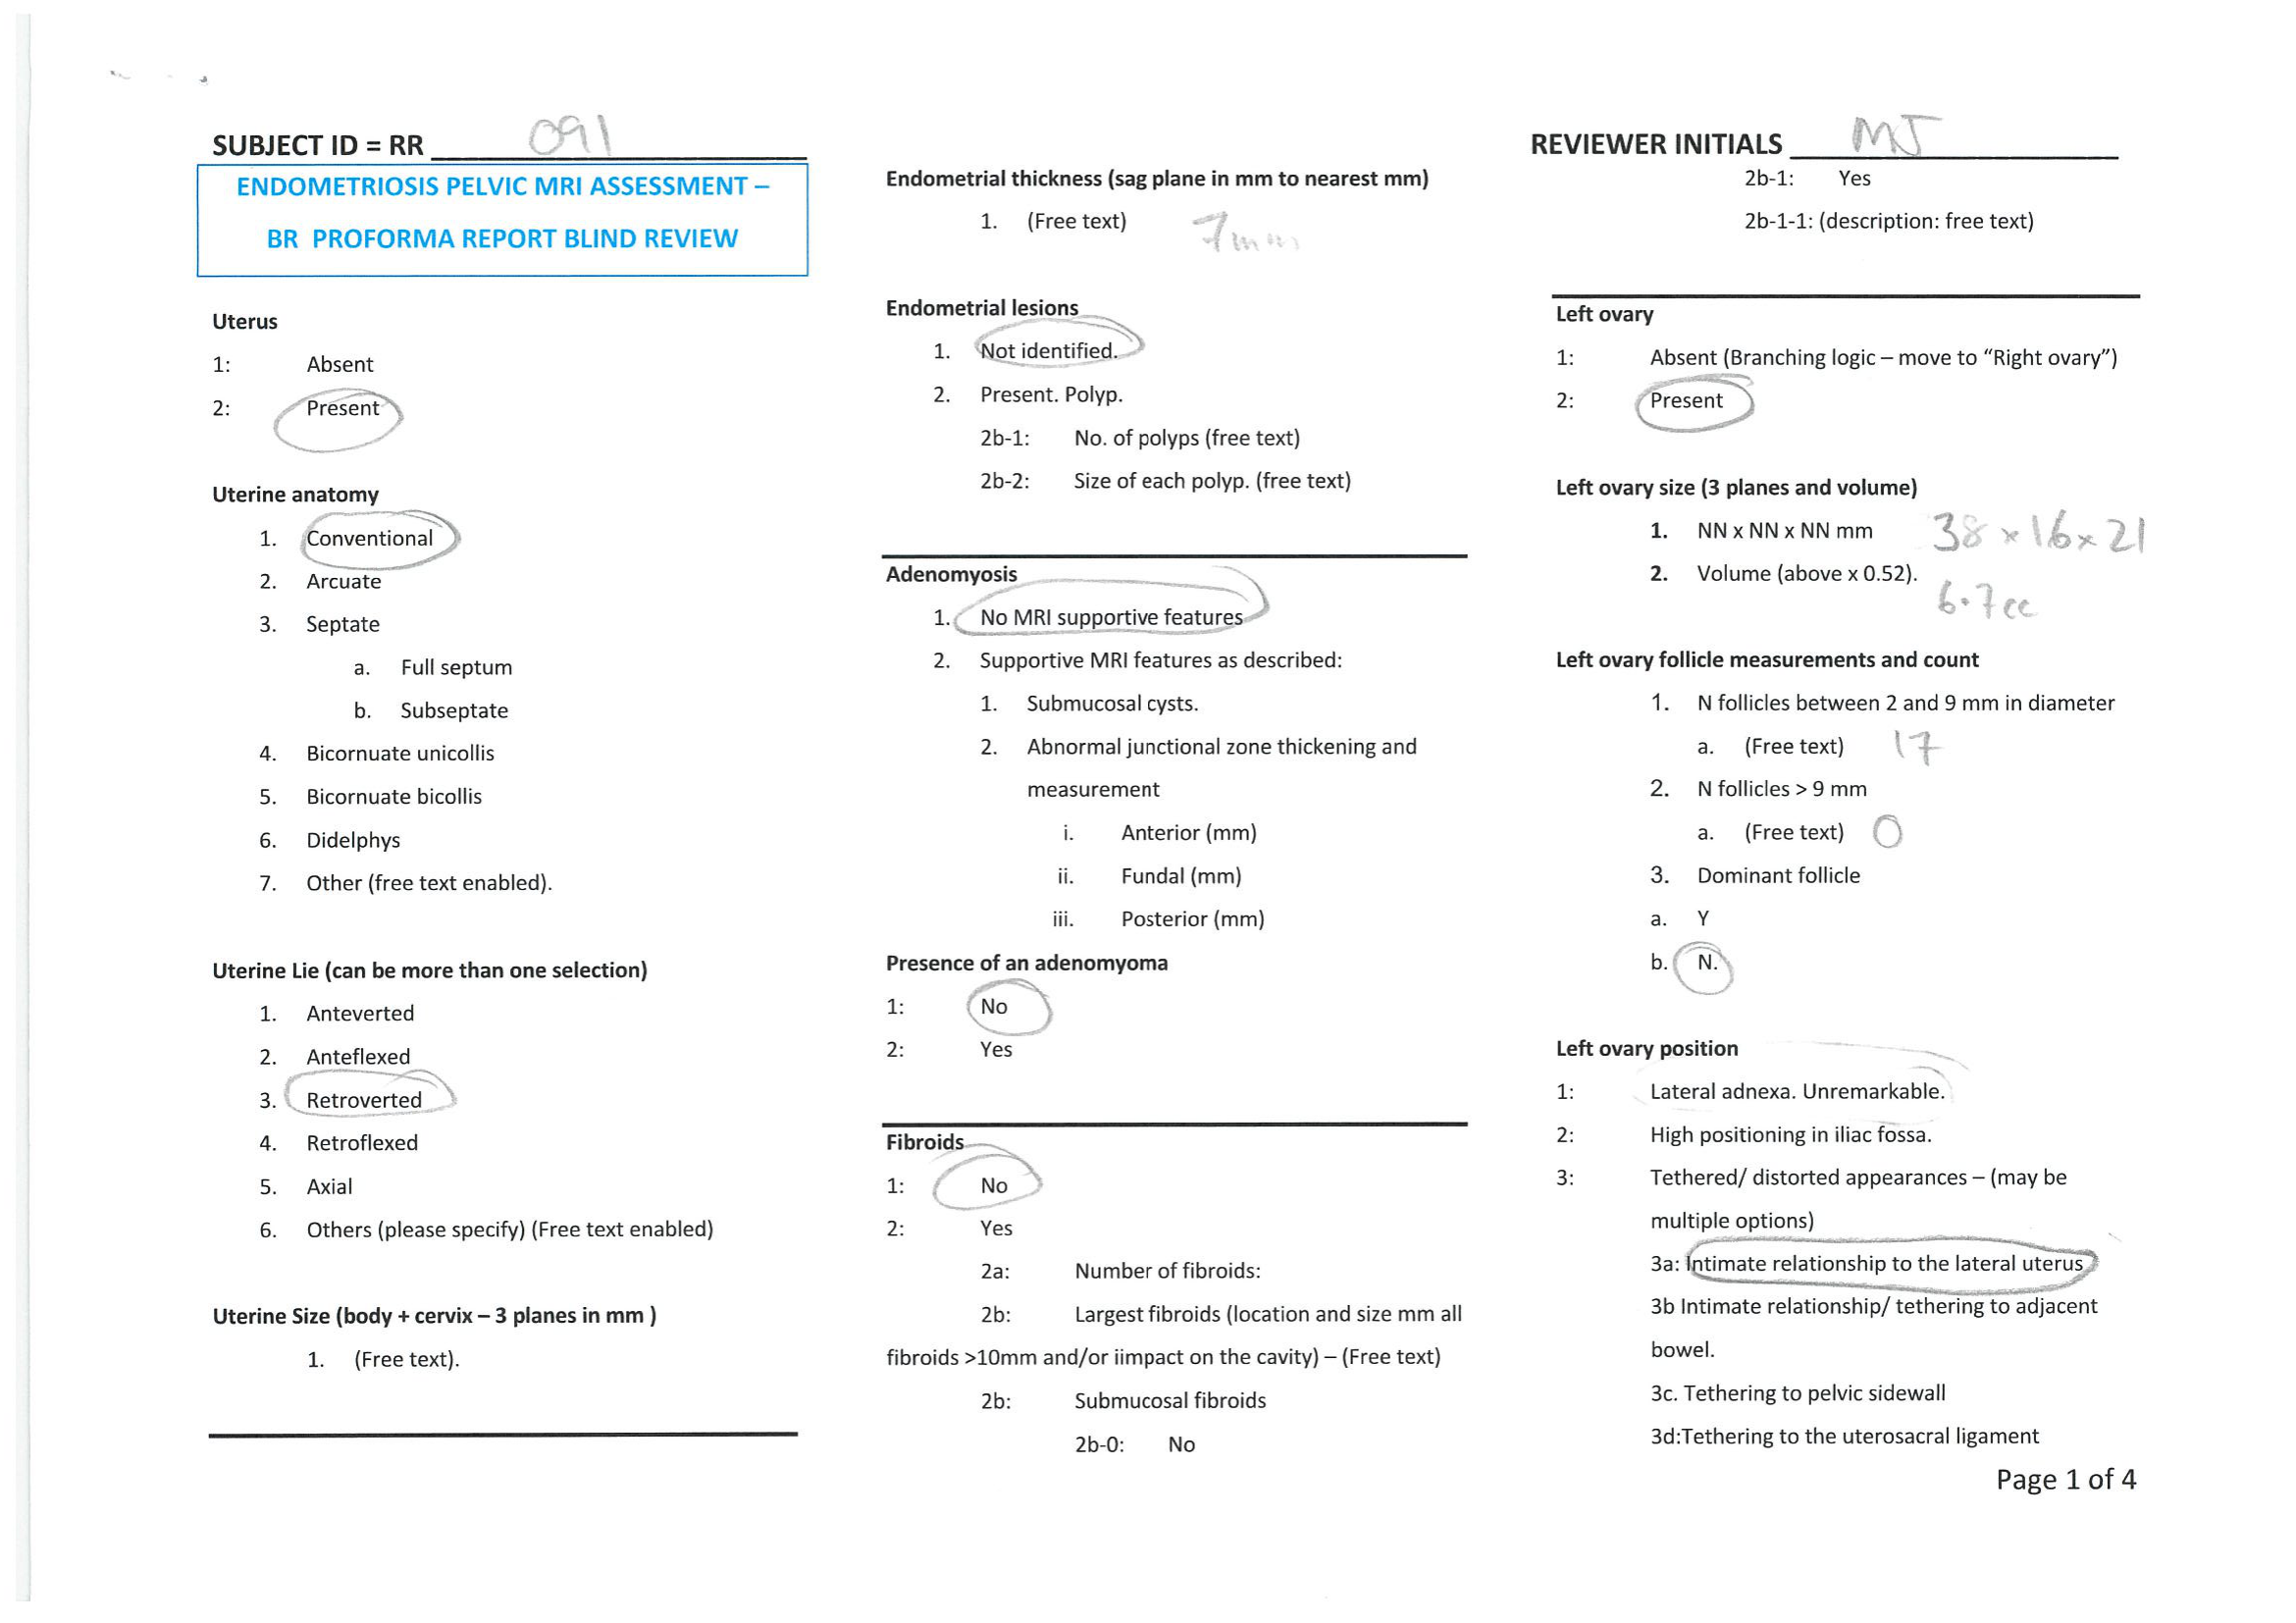 SUBJECT ID = RR 091
ENDOMETRIOSIS PELVIC MRI ASSESSMENT –
BR PROFORMA REPORT BLIND REVIEW
Uterus
1: Absent
2: Present
Uterine anatomy
1. Conventional
2. Arcuate
3. Septate
a. Full septum
b. Subseptate
4. Bicornuate unicollis
5. Bicornuate bicollis
6. Didelphys
7. Other (free text enabled).
Uterine Lie (can be more than one selection)
1. Anteverted
2. Anteflexed
3. Retroverted
4. Retroflexed
5. Axial
6. Others (please specify) (Free text enabled)
Uterine Size (body + cervix – 3 planes in mm )
1. (Free text).
Endometrial thickness (sag plane in mm to nearest mm)
1. (Free text) 7mm
Endometrial lesions
1. Not identified.
2. Present. Polyp.
2b-1: No. of polyps (free text)
2b-2: Size of each polyp. (free text)
Adenomyosis
1. No MRI supportive features
2. Supportive MRI features as described:
1. Submucosal cysts.
2. Abnormal junctional zone thickening and
measurement
i. Anterior (mm)
ii. Fundal (mm)
iii. Posterior (mm)
Presence of an adenomyoma
1: No
2: Yes
Fibroids
1: No
2: Yes
2a: Number of fibroids:
2b: Largest fibroids (location and size mm all
fibroids >10mm and/or iimpact on the cavity) – (Free text)
2b: Submucosal fibroids
2b-0: No
REVIEWER INITIALS MJ
2b-1: Yes
2b-1-1: (description: free text)
Left ovary
1: Absent (Branching logic – move to “Right ovary”)
2: Present
Left ovary size (3 planes and volume)
1. NN x NN x NN mm 38 x 16 x 21
2. Volume (above x 0.52).
6.7cc
Left ovary follicle measurements and count
1. N follicles between 2 and 9 mm in diameter
a. (Free text) 17
2. N follicles > 9 mm
a. (Free text) 0
3. Dominant follicle
a. Y
b. N.
Left ovary position
1: Lateral adnexa. Unremarkable.
2: High positioning in iliac fossa.
3: Tethered/ distorted appearances – (may be
multiple options)
3a: Intimate relationship to the lateral uterus
3b Intimate relationship/ tethering to adjacent
bowel.
3c. Tethering to pelvic sidewall
3d:Tethering to the uterosacral ligament
Page 1 of 4